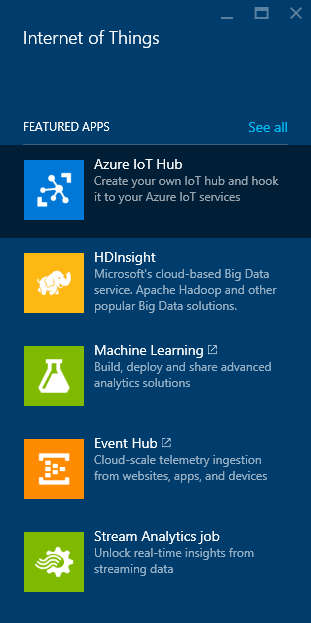 Internet of Things
FEATURED APPS See all
Azure IoT Hub
Create your own IoT hub and hook
it to your Azure IoT services
HDInsight
Microsoft's cloud-based Big Data
service. Apache Hadoop and other
popular Big Data solutions.
Machine Learning
Build, deploy and share advanced
analytics solutions
Event Hub
Cloud-scale telemetry ingestion
from websites, apps, and devices
Stream Analytics job
Unlock real-time insights from
streaming data